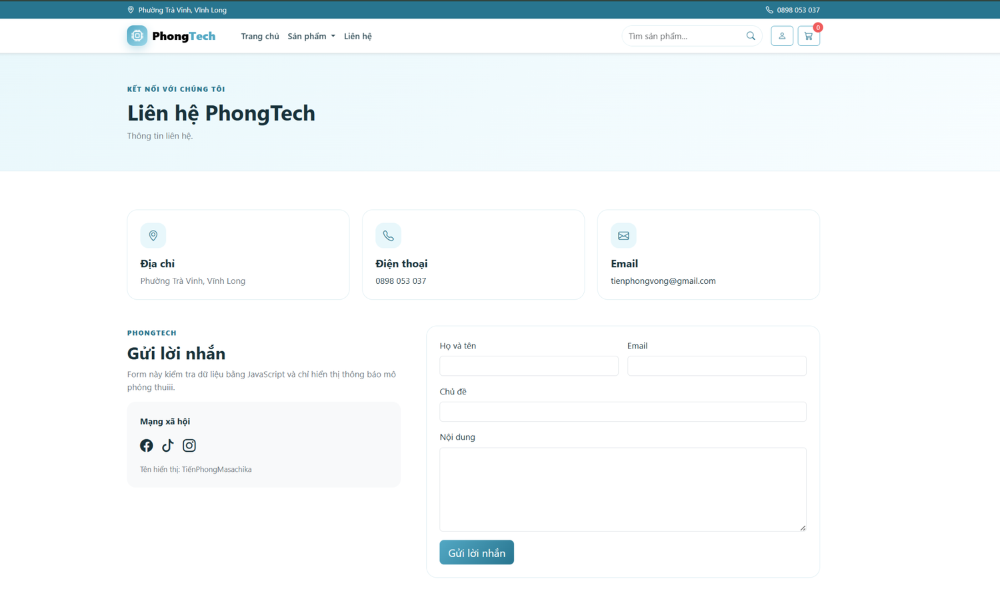 Phường Trà Vinh, Vĩnh Long
0898 053 037
PhongTech
Trang chủ
Sản phẩm
Liên hệ
Tìm sản phẩm...
0
KẾT NỐI VỚI CHÚNG TÔI
Liên hệ PhongTech
Thông tin liên hệ.
Địa chỉ
Phường Trà Vinh, Vĩnh Long
Điện thoại
0898 053 037
Email
tienphongvong@gmail.com
PHONGTECH
Gửi lời nhắn
Form này kiểm tra dữ liệu bằng JavaScript và chỉ hiển thị thông báo mô
phỏng thuiii.
Mạng xã hội
Tên hiển thị: TiếnPhongMasachika
Họ và tên
Email
Chủ đề
Nội dung
Gửi lời nhắn